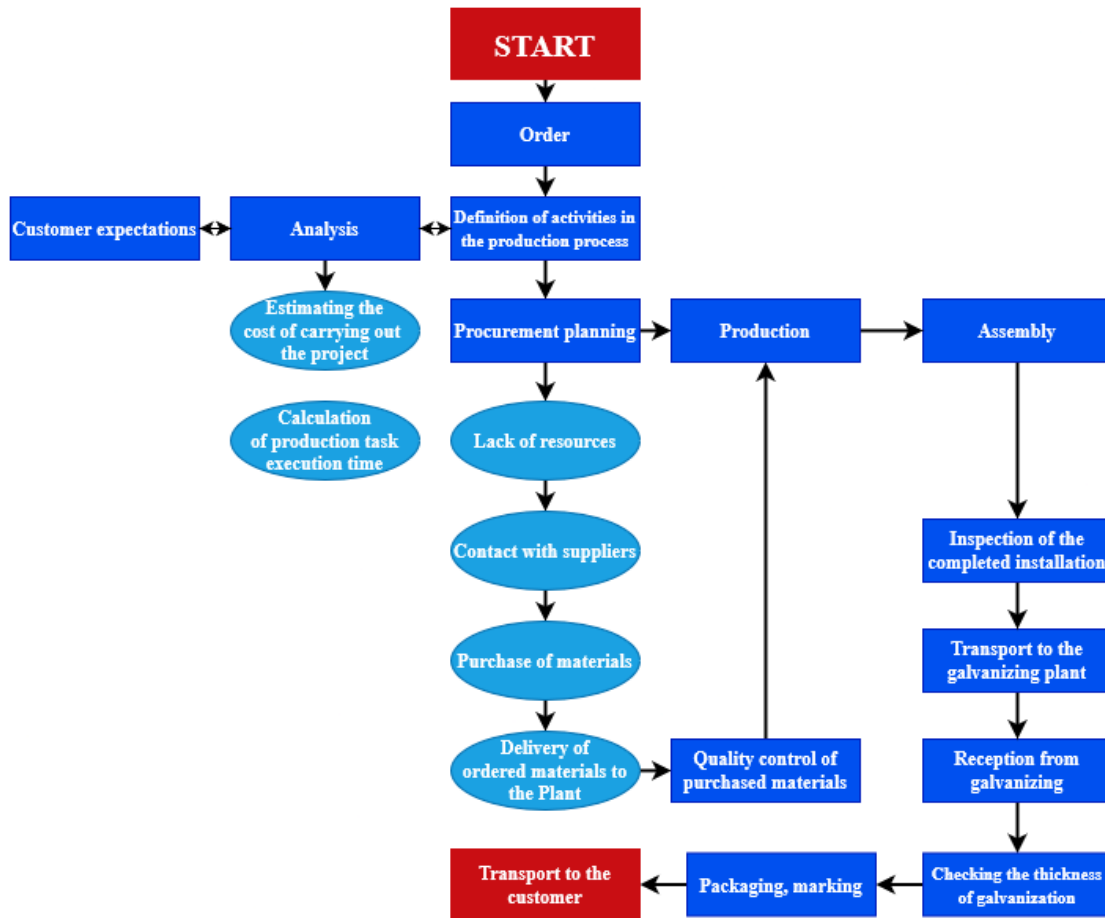 START
Order
Customer expectations
Analysis
Definition of activities in
the production process
Estimating the
cost of carrying out
the project
Procurement planning
Production
Assembly
Calculation
of production task
execution time
Lack of resources
Contact with suppliers
Inspection of the
completed installation
Purchase of materials
Transport to the
galvanizing plant
Delivery of
ordered materials to
the Plant
Quality control of
purchased materials
Reception from
galvanizing
Transport to the
customer
Packaging, marking
Checking the thickness
of galvanization